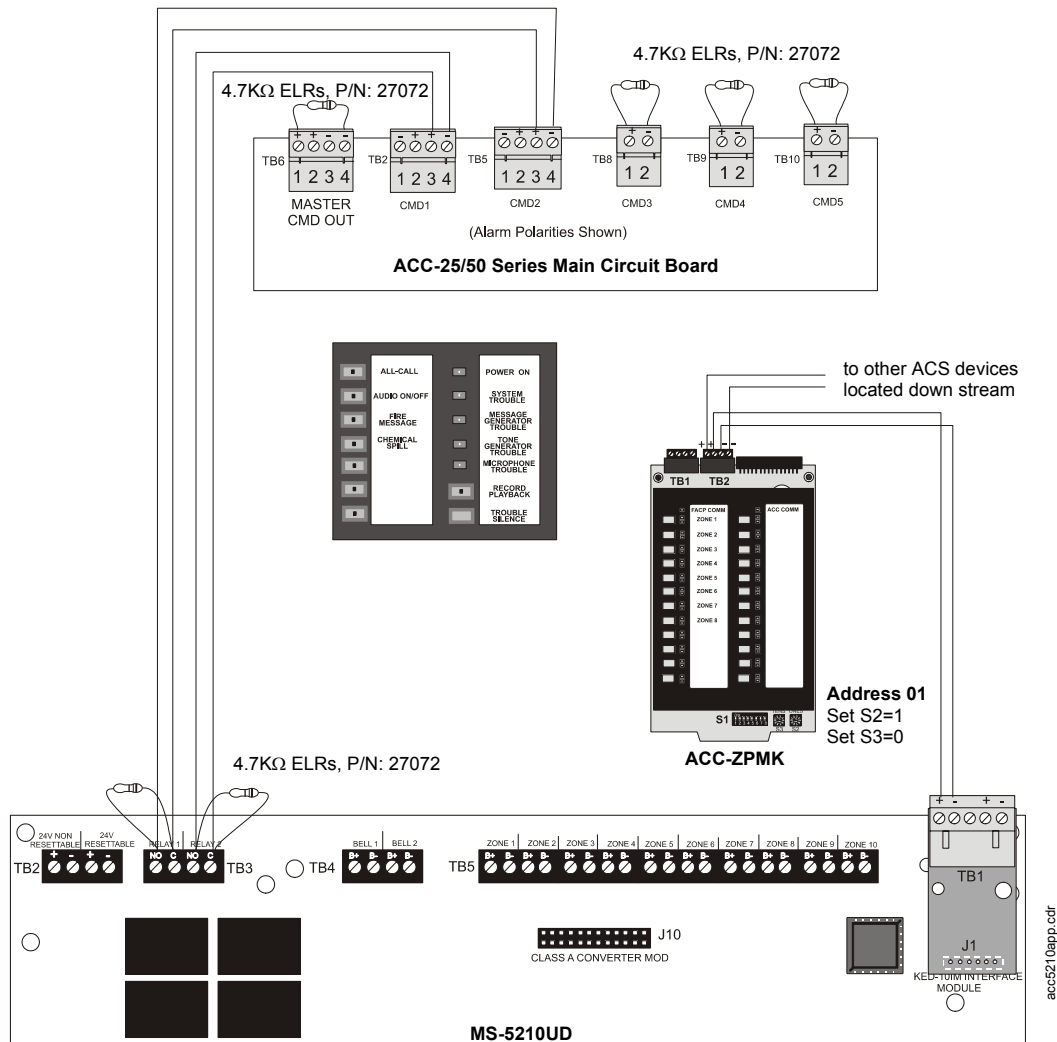 4.7KΩ ELRs, P/N: 27072
4.7KΩ ELRs, P/N: 27072
+ + - -
- + + -
- + + -
+ -
+ -
+ -
TB6
TB2
TB5
TB8
TB9
TB10
1 2 3 4
1 2 3 4
1 2 3 4
1 2
1 2
1 2
MASTER
CMD OUT
CMD1
CMD2
CMD3
CMD4
CMD5
(Alarm Polarities Shown)
ACC-25/50 Series Main Circuit Board
ALL-CALL
AUDIO ON/OFF
FIRE
MESSAGE
CHEMICAL
SPILL
POWER ON
SYSTEM
TROUBLE
MESSAGE
GENERATOR
TROUBLE
TONE
GENERATOR
TROUBLE
MICROPHONE
TROUBLE
RECORD
PLAYBACK
TROUBLE
SILENCE
to other ACS devices
located down stream
+ + - -
TB1
TB2
FACP COMM
ACC COMM
ZONE 1
ZONE 2
ZONE 3
ZONE 4
ZONE 5
ZONE 6
ZONE 7
ZONE 8
S1
S3
S2
ACC-ZPMK
Address 01
Set S2=1
Set S3=0
4.7KΩ ELRs, P/N: 27072
24V NON
RESETTABLE
24V
RESETTABLE
RELAY 1
RELAY 2
+ - + -
NO C NO C
TB2
TB3
BELL 1
BELL 2
B+ B- B+ B-
TB4
ZONE 1 ZONE 2 ZONE 3 ZONE 4 ZONE 5 ZONE 6 ZONE 7 ZONE 8 ZONE 9 ZONE 10
B+ B- B+ B- B+ B- B+ B- B+ B- B+ B- B+ B- B+ B- B+ B- B+ B-
TB5
J10
CLASS A CONVERTER MOD
+ - + -
TB1
J1
KED-10IM INTERFACE
MODULE
MS-5210UD
acc5210app.cdr